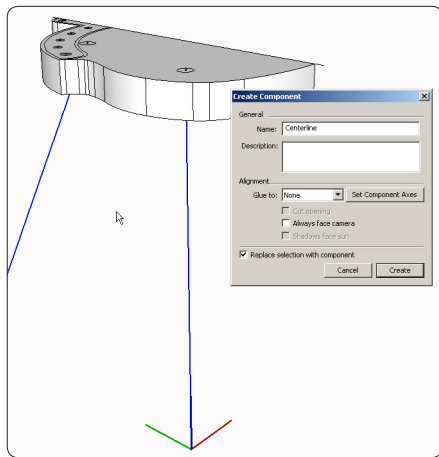 Create Component
General
Name: Centerline
Description:
Alignment
Glue to: None Set Component Axes
Cut opening
Always face camera
Shadows face sun
Replace selection with component
Cancel Create